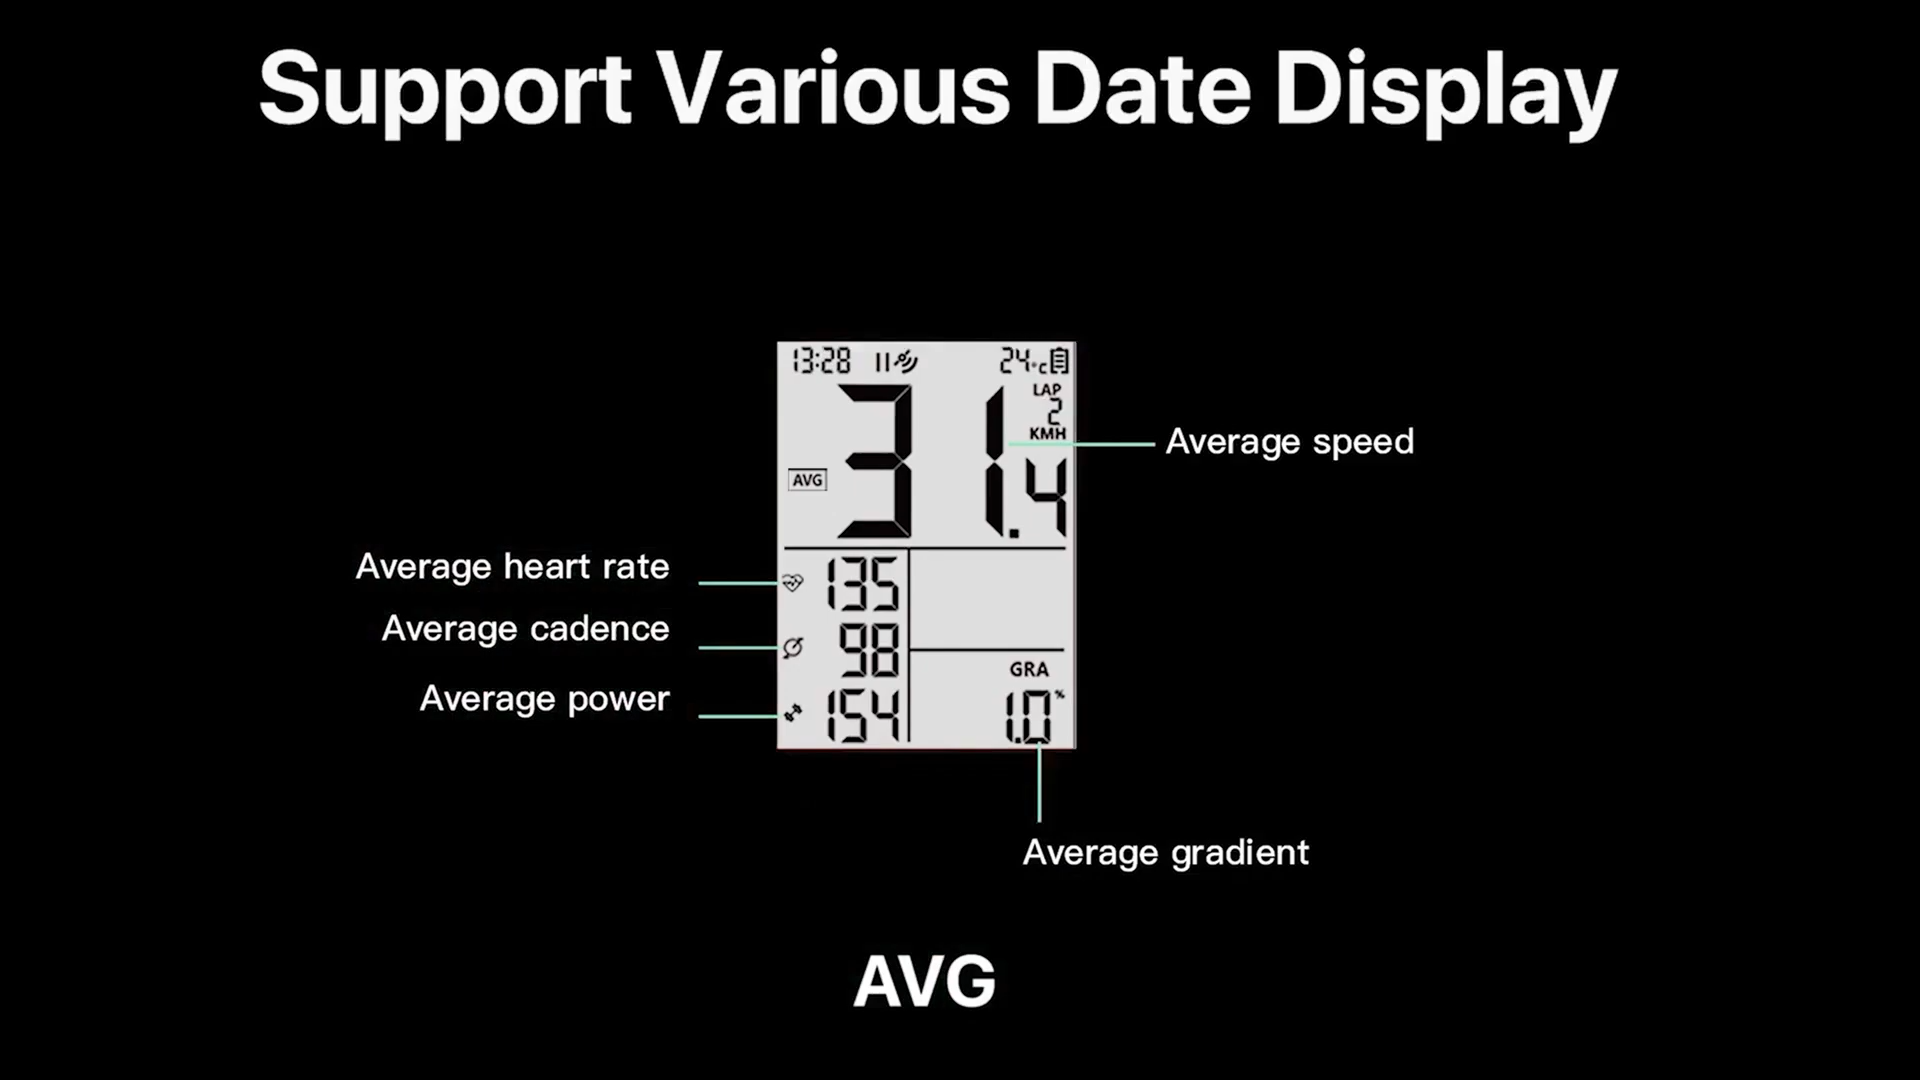 Support Various Date Display
13:28
24°C
LAP
2
KMH
31.4
Average speed
AVG
Average heart rate
135
Average cadence
98
Average power
154
GRA
1.0%
Average gradient
AVG